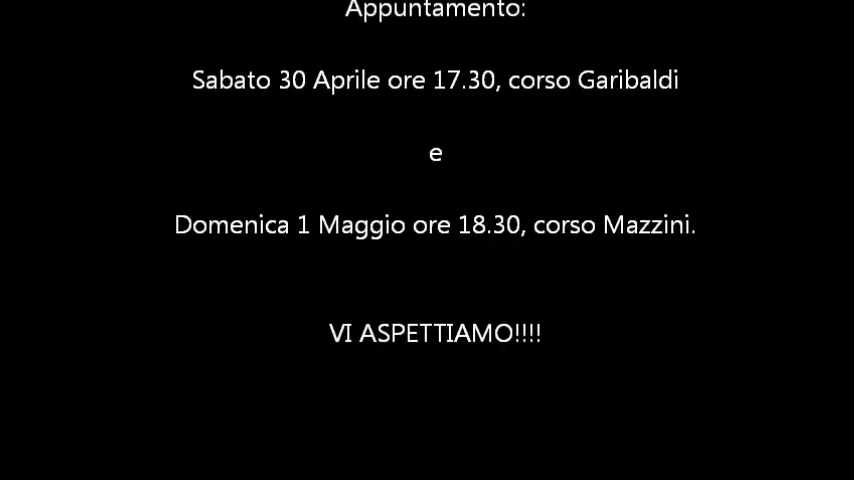 Appuntamento:
Sabato 30 Aprile ore 17.30, corso Garibaldi
e
Domenica 1 Maggio ore 18.30, corso Mazzini.
VI ASPETTIAMO!!!!